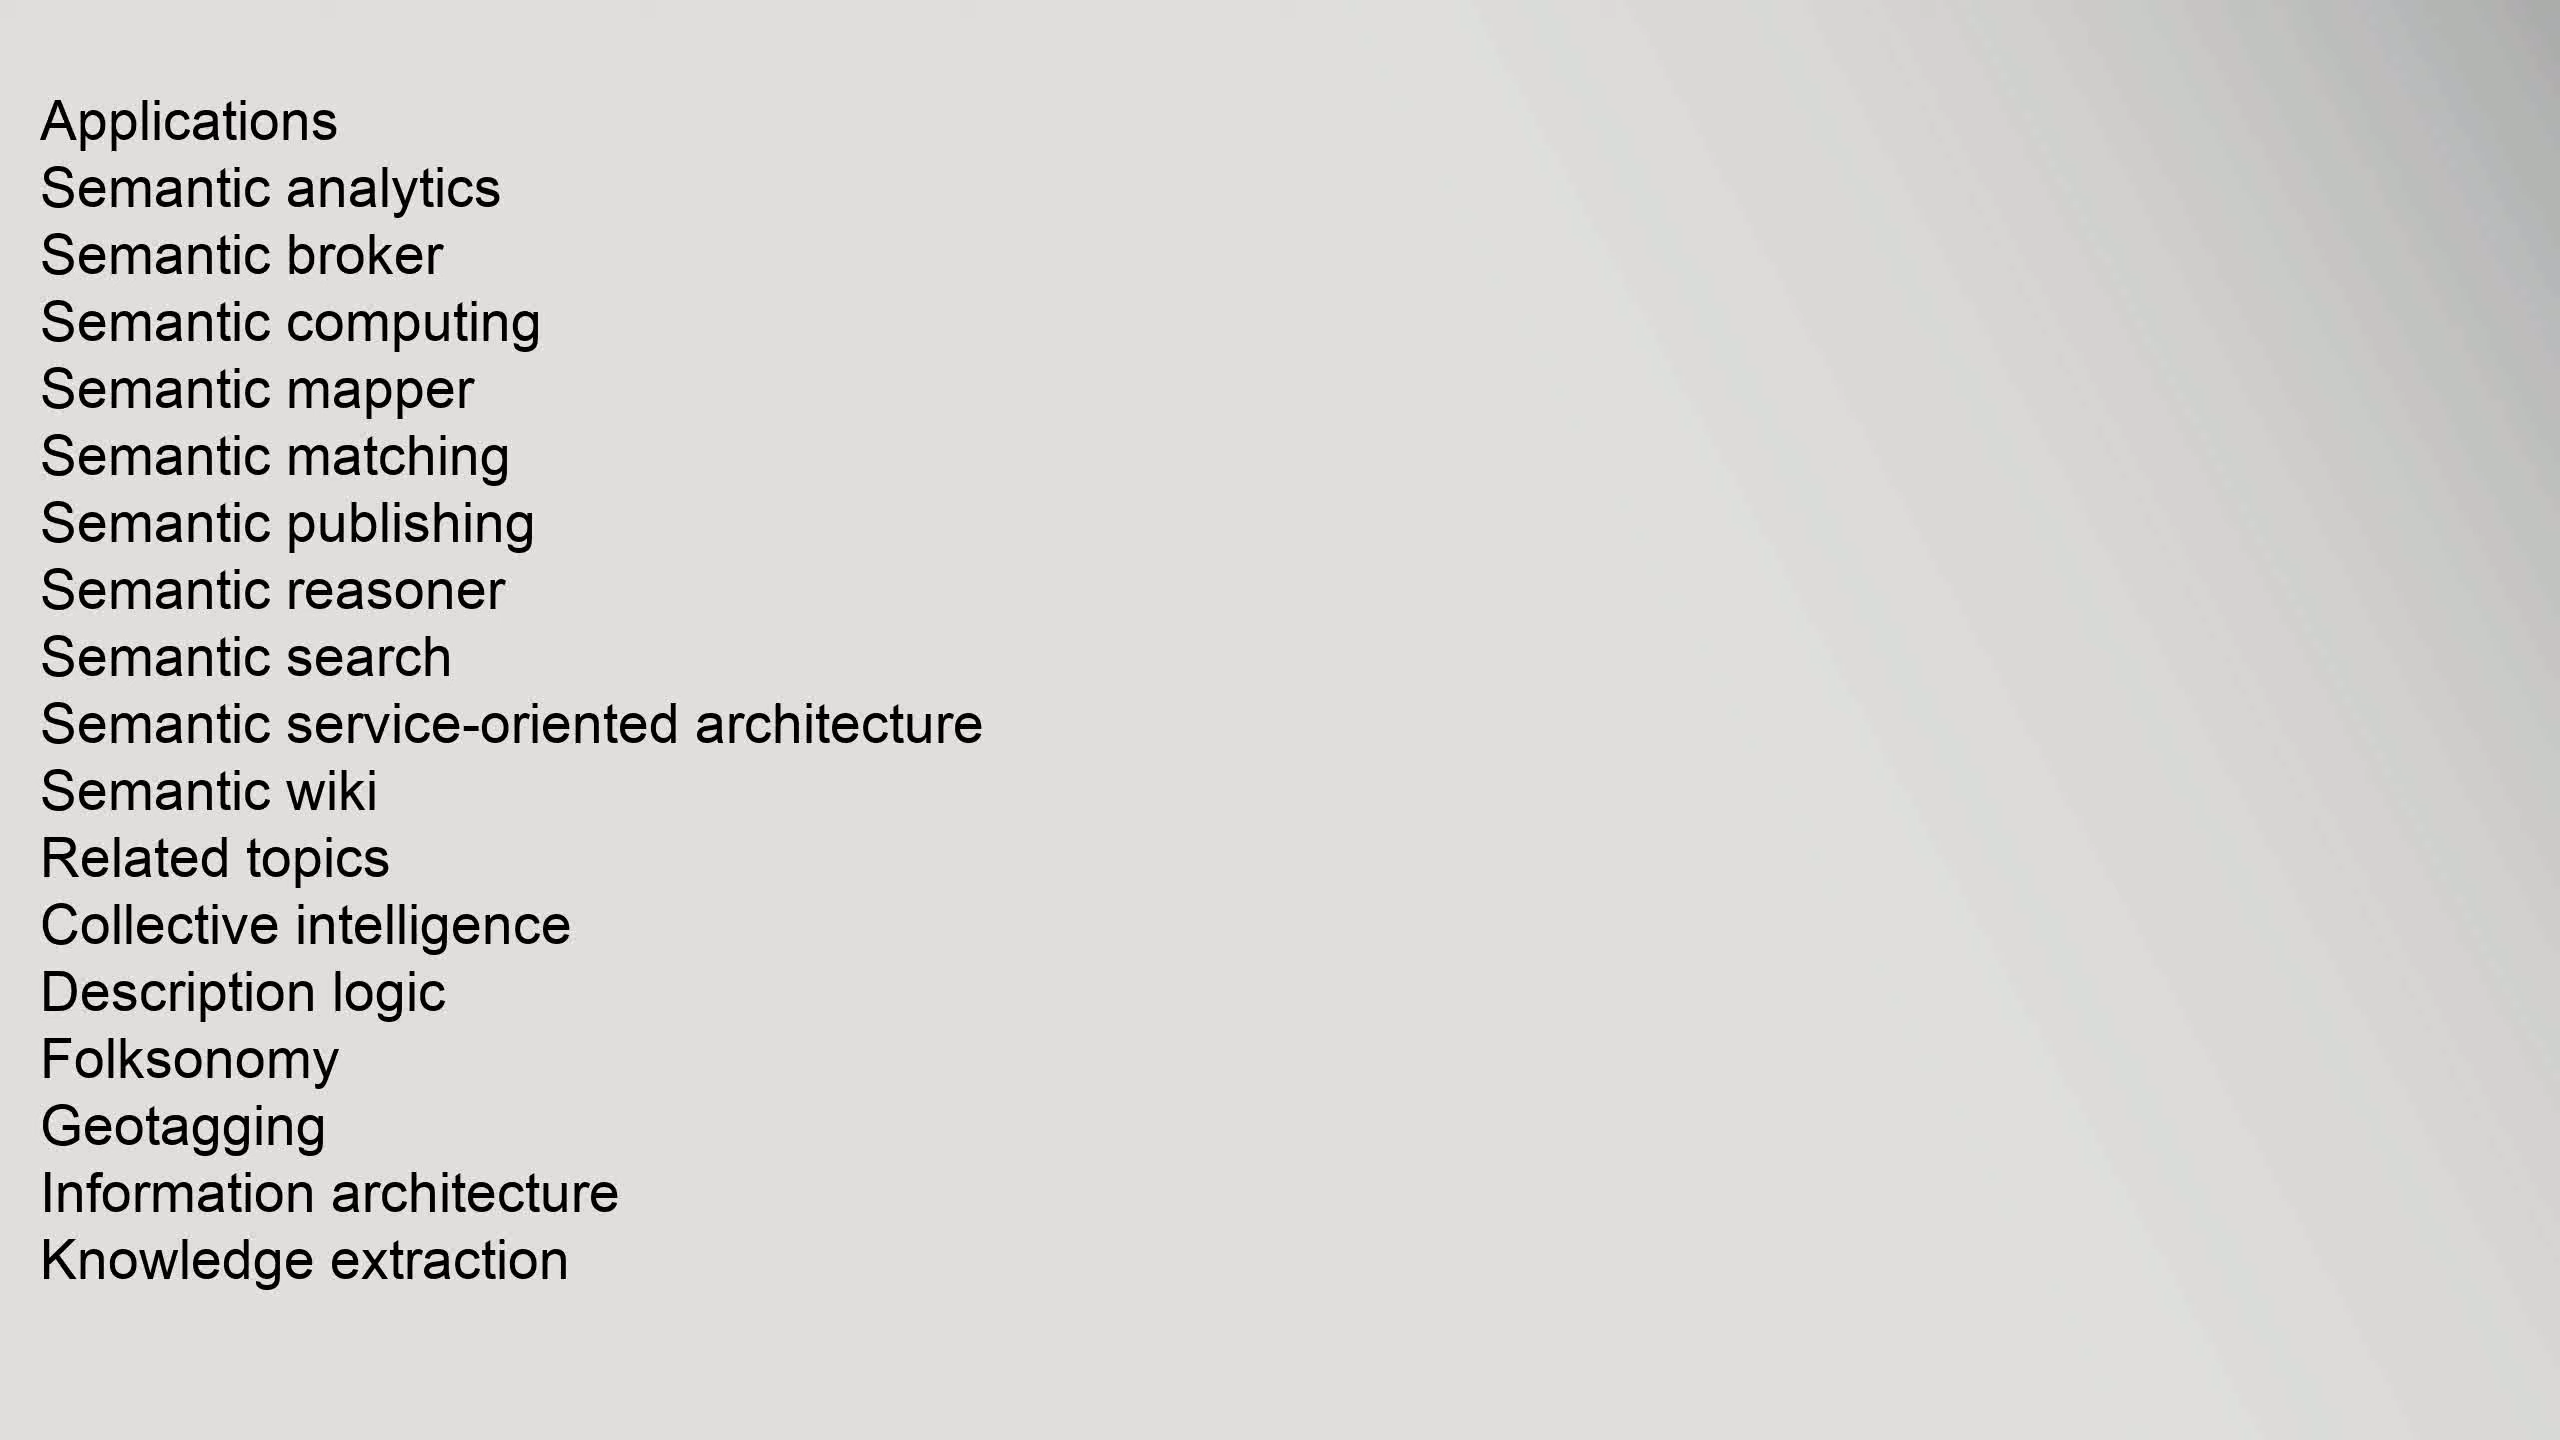 Applications
Semantic analytics
Semantic broker
Semantic computing
Semantic mapper
Semantic matching
Semantic publishing
Semantic reasoner
Semantic search
Semantic service-oriented architecture
Semantic wiki
Related topics
Collective intelligence
Description logic
Folksonomy
Geotagging
Information architecture
Knowledge extraction